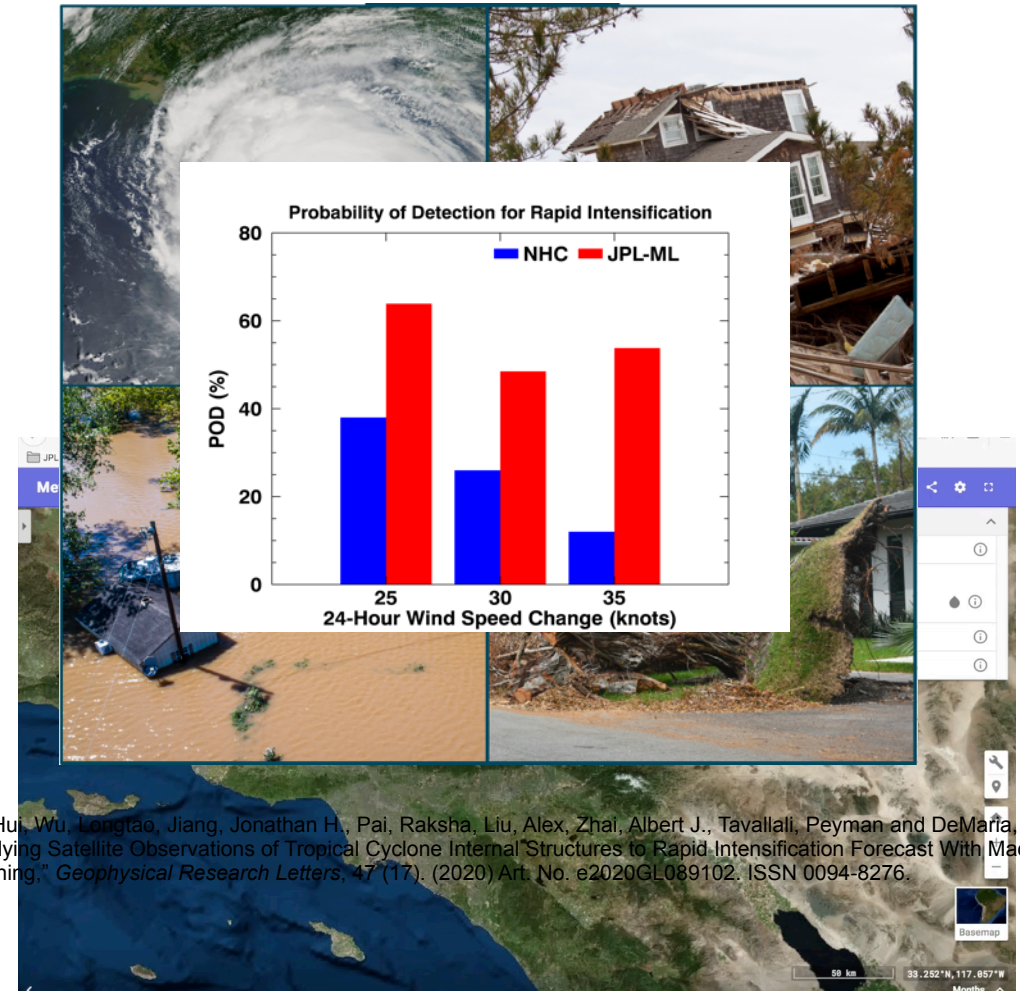 Probability of Detection for Rapid Intensification
80
NHC JPL-ML
60
40
20
0
POD (%)
25 30 35
24-Hour Wind Speed Change (knots)
JPL
Me
Hui, Wu, Longtao, Jiang, Jonathan H., Pai, Raksha, Liu, Alex, Zhai, Albert J., Tavallali, Peyman and DeMaria,
lying Satellite Observations of Tropical Cyclone Internal Structures to Rapid Intensification Forecast With Mac
ning,” Geophysical Research Letters, 47 (17). (2020) Art. No. e2020GL089102. ISSN 0094-8276.
Basemap
50 km 33.252°N,117.057°W
Months